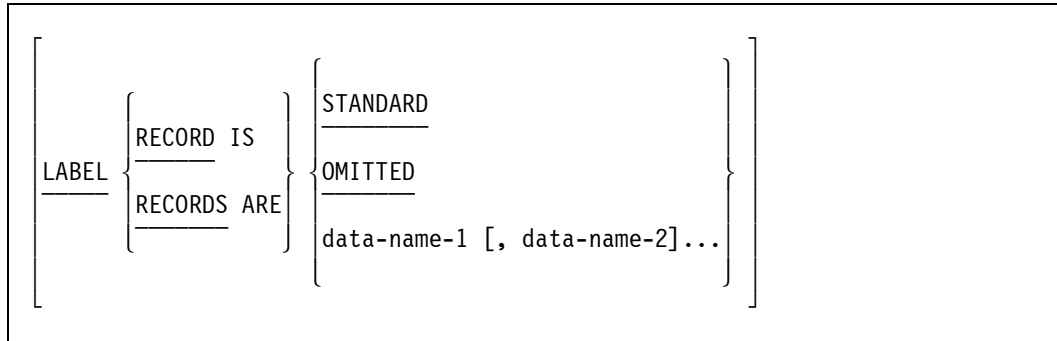 STANDARD
RECORD IS
LABEL OMITTED
RECORDS ARE
data-name-1 [, data-name-2]...